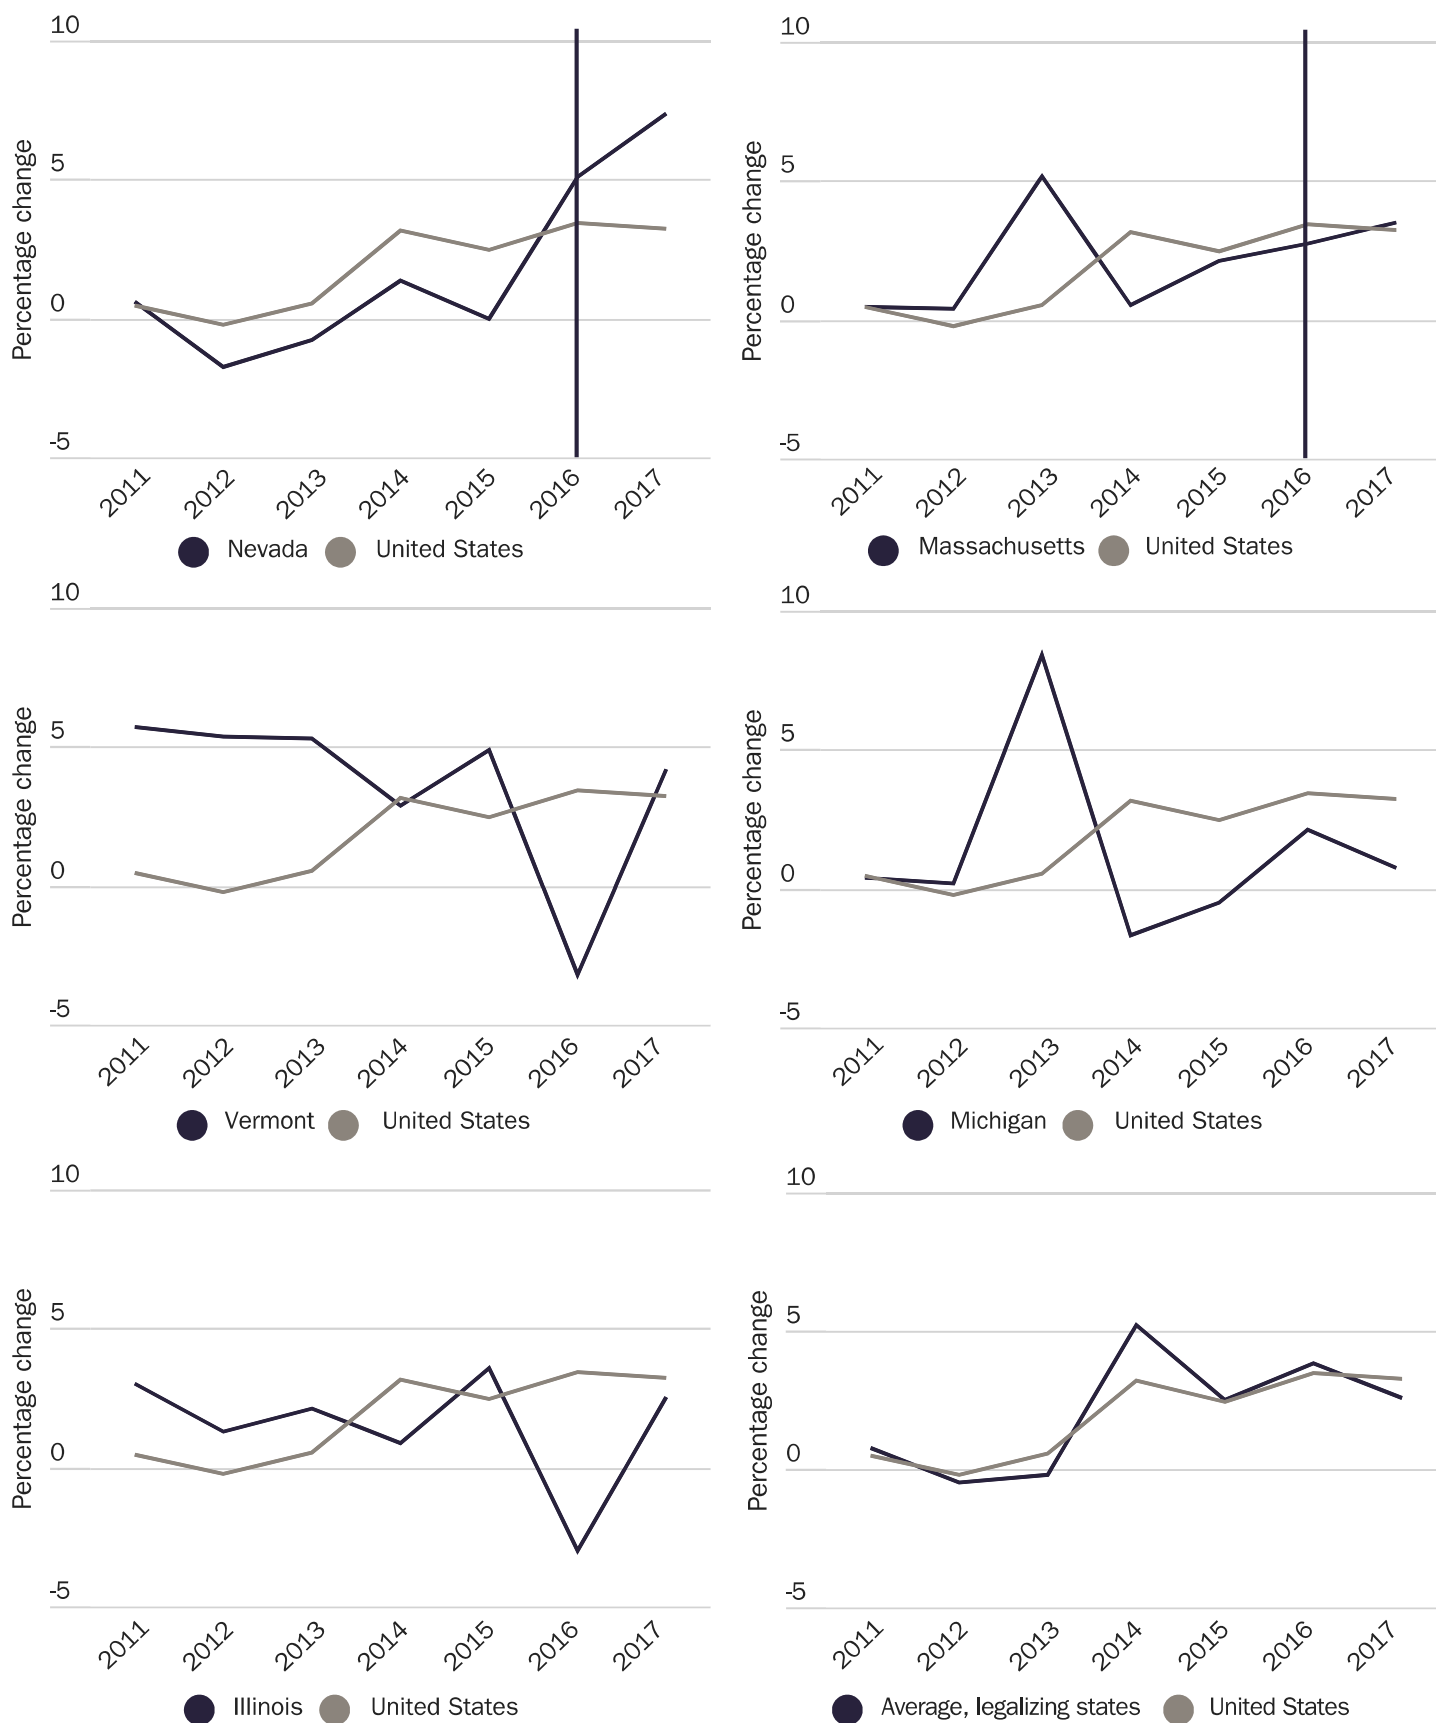 10
5
0
-5
Percentage change
2011 2012 2013 2014 2015 2016 2017
Nevada United States
10
5
0
-5
Percentage change
2011 2012 2013 2014 2015 2016 2017
Massachusetts United States
10
5
0
-5
Percentage change
2011 2012 2013 2014 2015 2016 2017
Vermont United States
10
5
0
-5
Percentage change
2011 2012 2013 2014 2015 2016 2017
Michigan United States
10
5
0
-5
Percentage change
2011 2012 2013 2014 2015 2016 2017
Illinois United States
10
5
0
-5
Percentage change
2011 2012 2013 2014 2015 2016 2017
Average, legalizing states United States